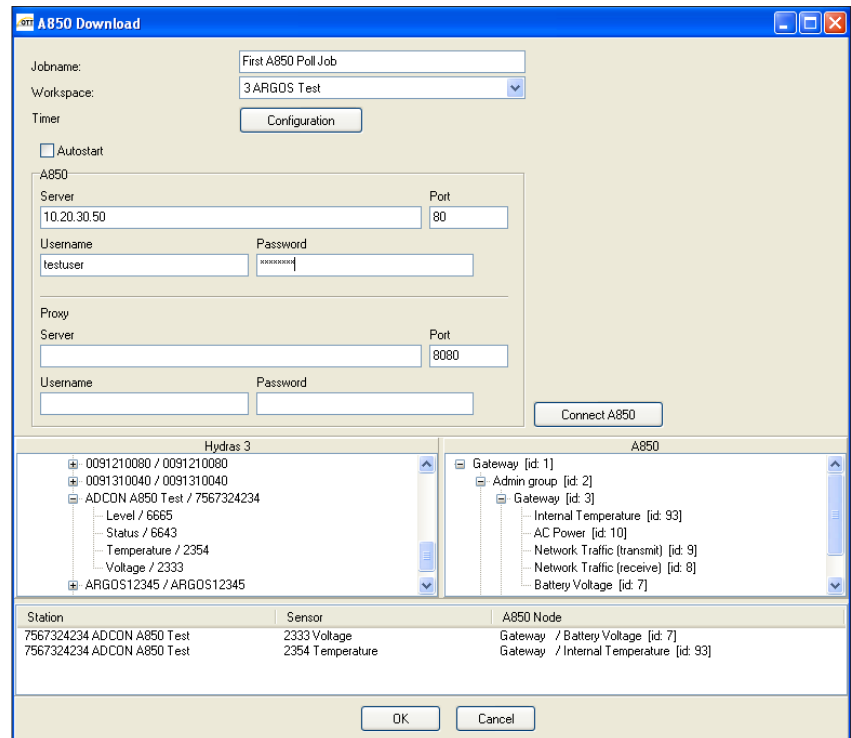 OTT A850 Download
Jobname: First A850 Poll Job
Workspace: 3 ARGOS Test
Timer Configuration
Autostart
A850
Server Port
10.20.30.50 80
Username Password
testuser ********
Proxy
Server Port
8080
Username Password
Connect A850
Hydras 3
0091210080 / 0091210080
0091310040 / 0091310040
ADCON A850 Test / 7567324234
Level / 6665
Status / 6643
Temperature / 2354
Voltage / 2333
ARGOS12345 / ARGOS12345
A850
Gateway [id: 1]
Admin group [id: 2]
Gateway [id: 3]
Internal Temperature [id: 93]
AC Power [id: 10]
Network Traffic (transmit) [id: 9]
Network Traffic (receive) [id: 8]
Battery Voltage [id: 7]
Station Sensor A850 Node
7567324234 ADCON A850 Test 2333 Voltage Gateway / Battery Voltage [id: 7]
7567324234 ADCON A850 Test 2354 Temperature Gateway / Internal Temperature [id: 93]
OK Cancel